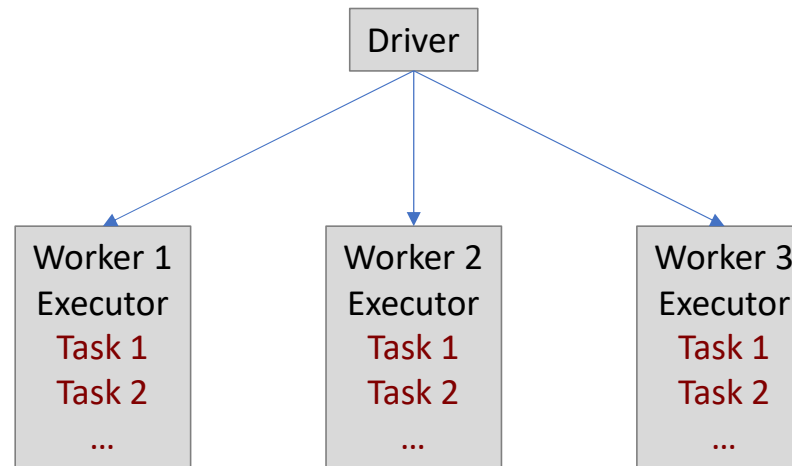 Driver
Worker 1
Executor
Task 1
Task 2
...
Worker 2
Executor
Task 1
Task 2
...
Worker 3
Executor
Task 1
Task 2
...